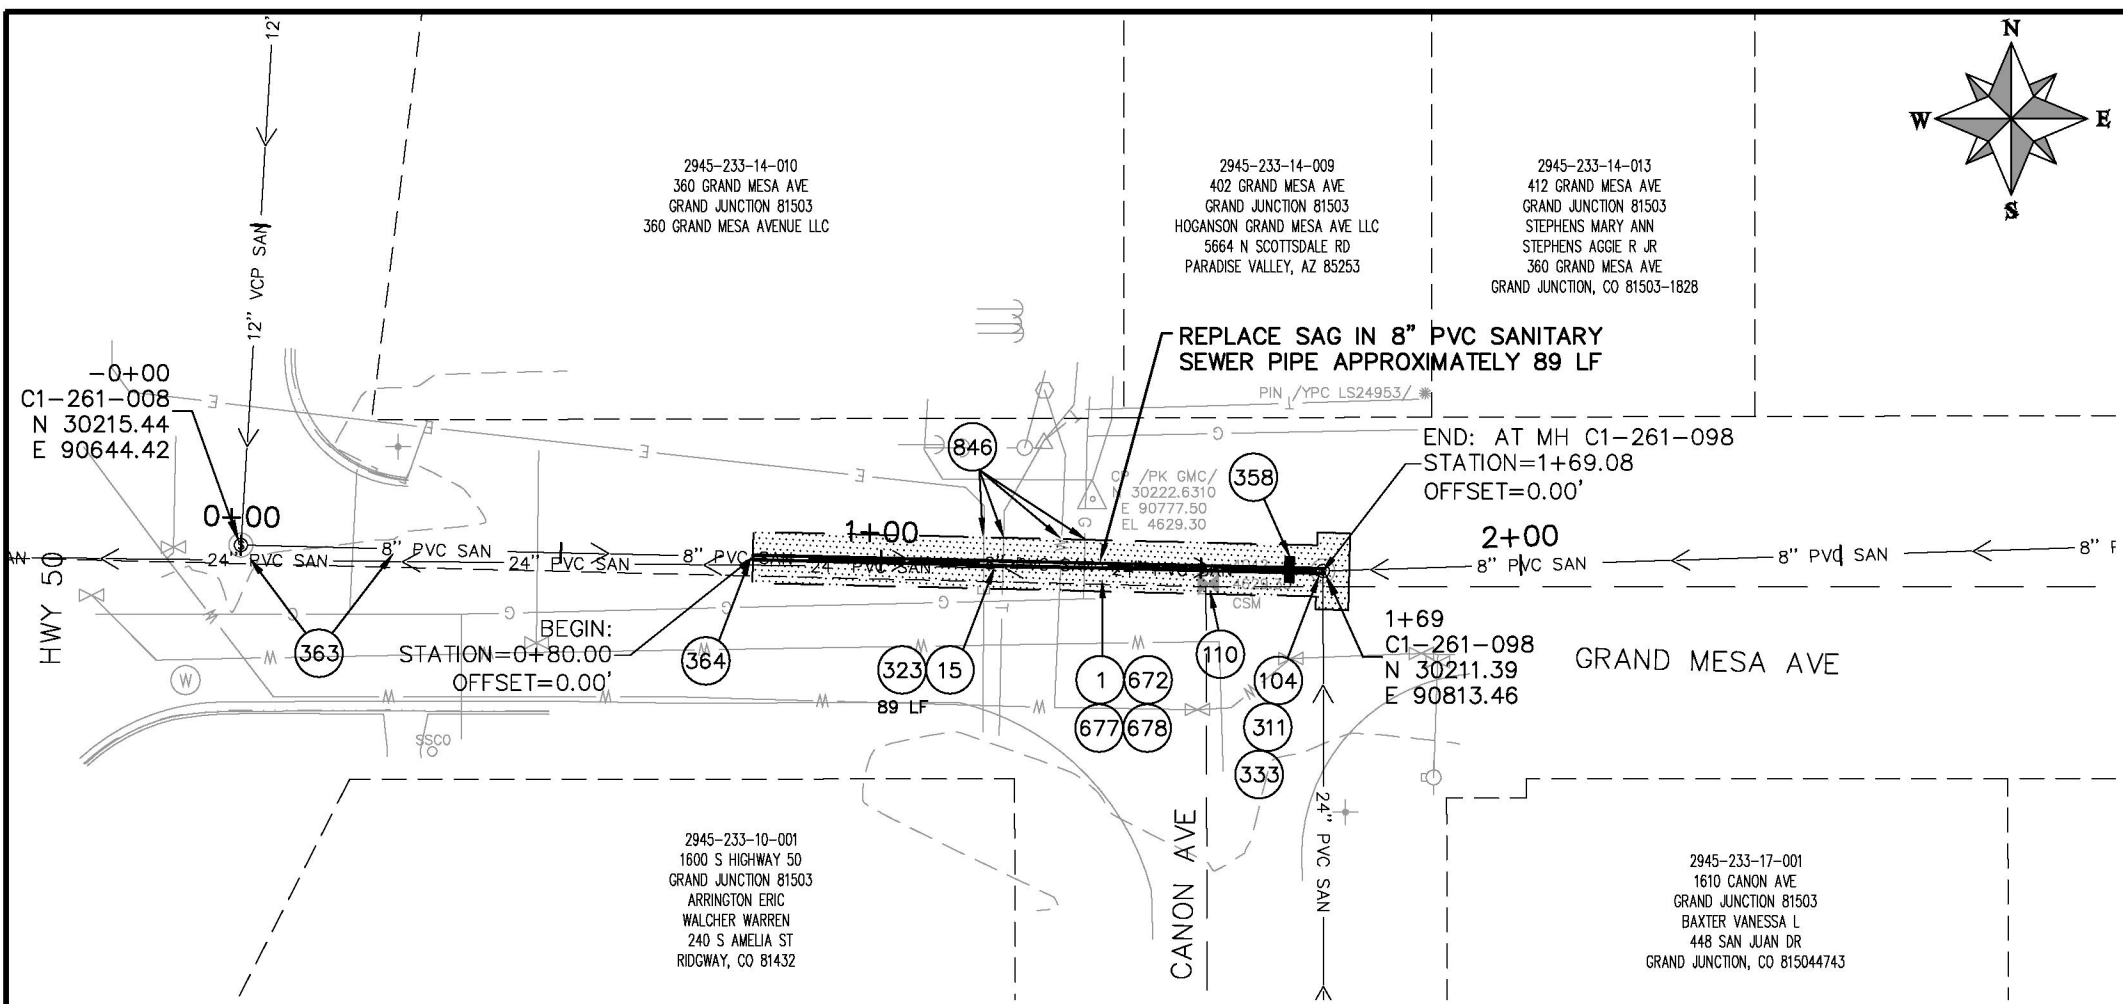 12"
N
W
E
S
2945-233-14-010
360 GRAND MESA AVE
GRAND JUNCTION 81503
360 GRAND MESA AVENUE LLC
2945-233-14-009
402 GRAND MESA AVE
GRAND JUNCTION 81503
HOGANSON GRAND MESA AVE LLC
5664 N SCOTTSDALE RD
PARADISE VALLEY, AZ 85253
2945-233-14-013
412 GRAND MESA AVE
GRAND JUNCTION 81503
STEPHENS MARY ANN
STEPHENS AGGIE R JR
360 GRAND MESA AVE
GRAND JUNCTION, CO 81503-1828
12" VCP SAN
REPLACE SAG IN 8" PVC SANITARY
SEWER PIPE APPROXIMATELY 89 LF
-0+00
C1-261-008
N 30215.44
E 90644.42
PIN /YPC LS24953/
E
E
E
E
G
846
CP /PK GMC/
N 30222.6310
E 90777.50
EL 4629.30
358
END: AT MH C1-261-098
STATION=1+69.08
OFFSET=0.00'
0+00
1+00
2+00
8" PVC SAN
8" PVC SAN
8" PVC SAN
8" PVC SAN
8" P
24" PVC SAN
24" PVC SAN
24" PVC SAN
CSM
HWY 50
G
G
G
W
W
W
W
363
BEGIN:
STATION=0+80.00
OFFSET=0.00'
364
323
15
89 LF
1
672
677
678
110
104
311
333
1+69
C1-261-098
N 30211.39
E 90813.46
GRAND MESA AVE
W
W
W
W
W
SSCO
CANON AVE
24" PVC SAN
2945-233-10-001
1600 S HIGHWAY 50
GRAND JUNCTION 81503
ARRINGTON ERIC
WALCHER WARREN
240 S AMELIA ST
RIDGWAY, CO 81432
2945-233-17-001
1610 CANON AVE
GRAND JUNCTION 81503
BAXTER VANESSA L
448 SAN JUAN DR
GRAND JUNCTION, CO 815044743